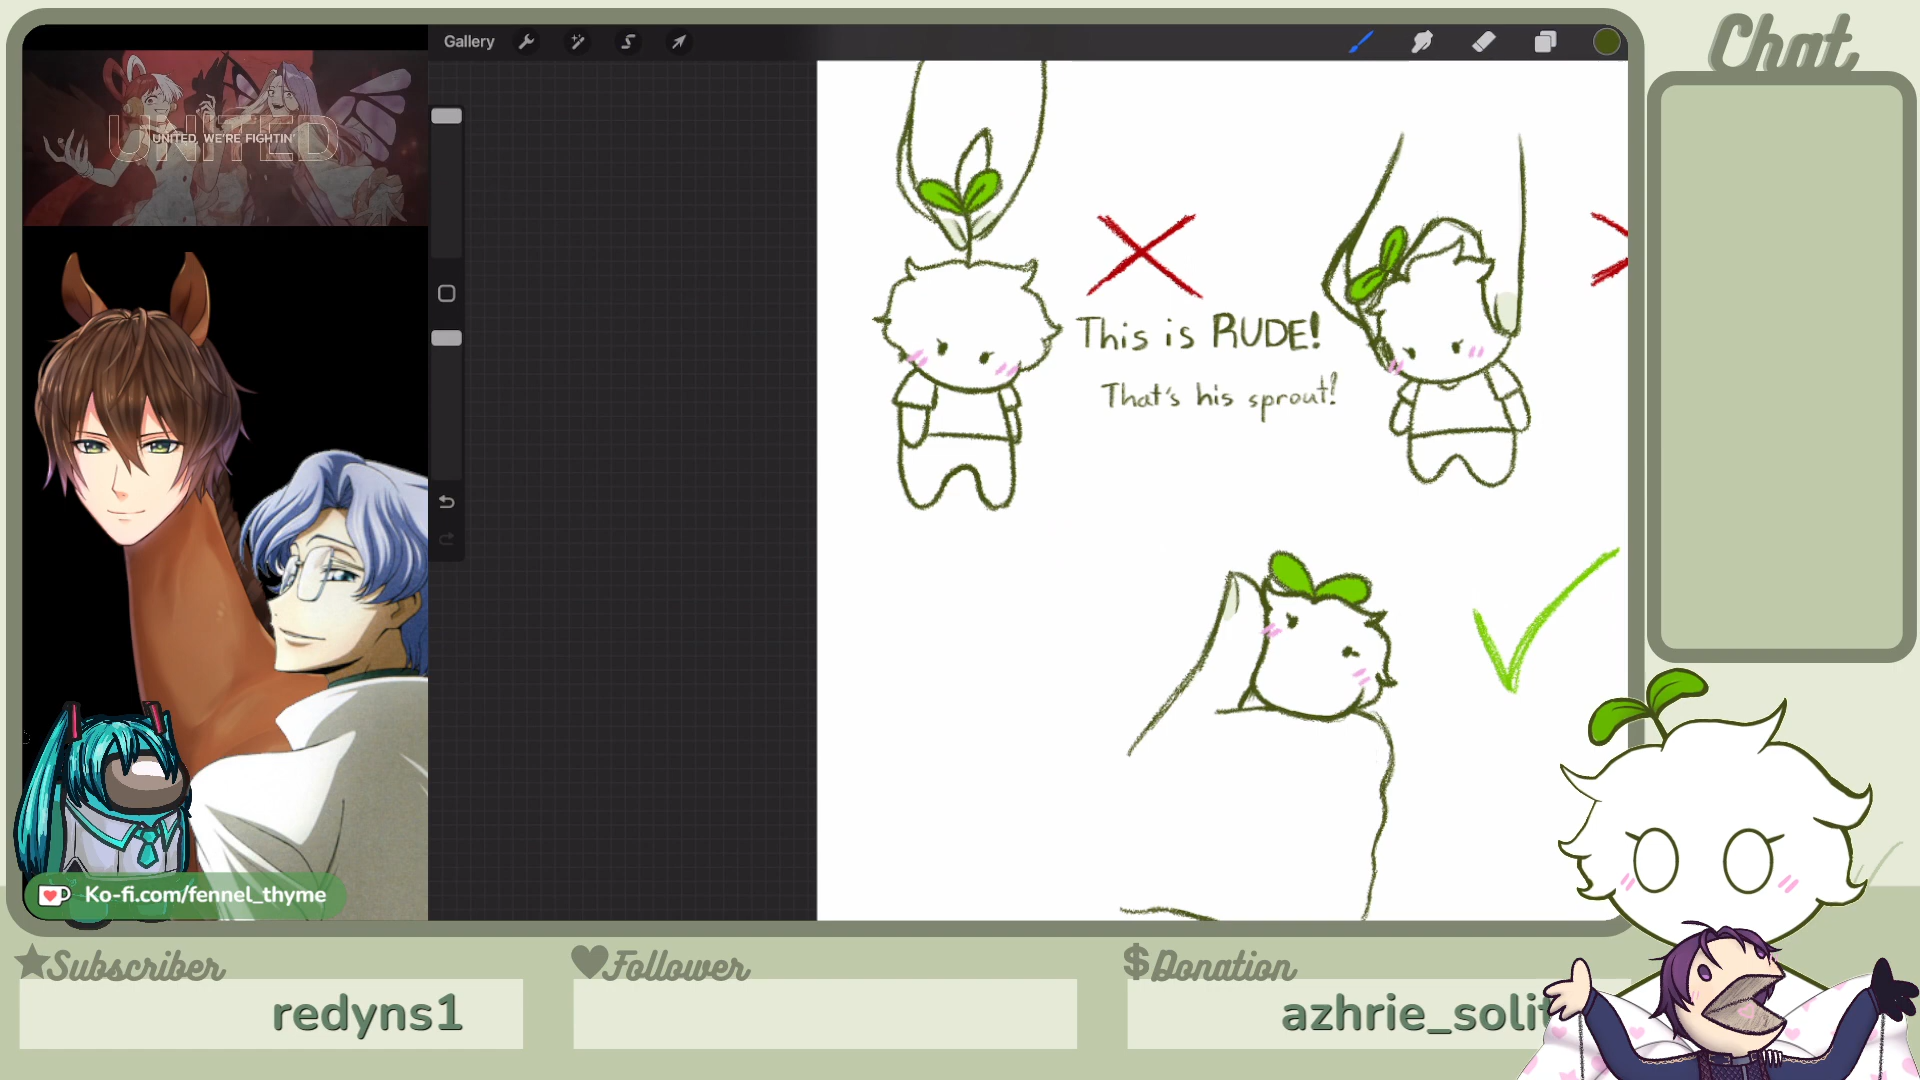 Chat
Gallery
UNITED
UNITED, WE'RE FIGHTIN'
This is RUDE!
That's his sprout!
Ko-fi.com/fennel_thyme
Subscriber
Follower
$Donation
redyns1
azhrie_solit